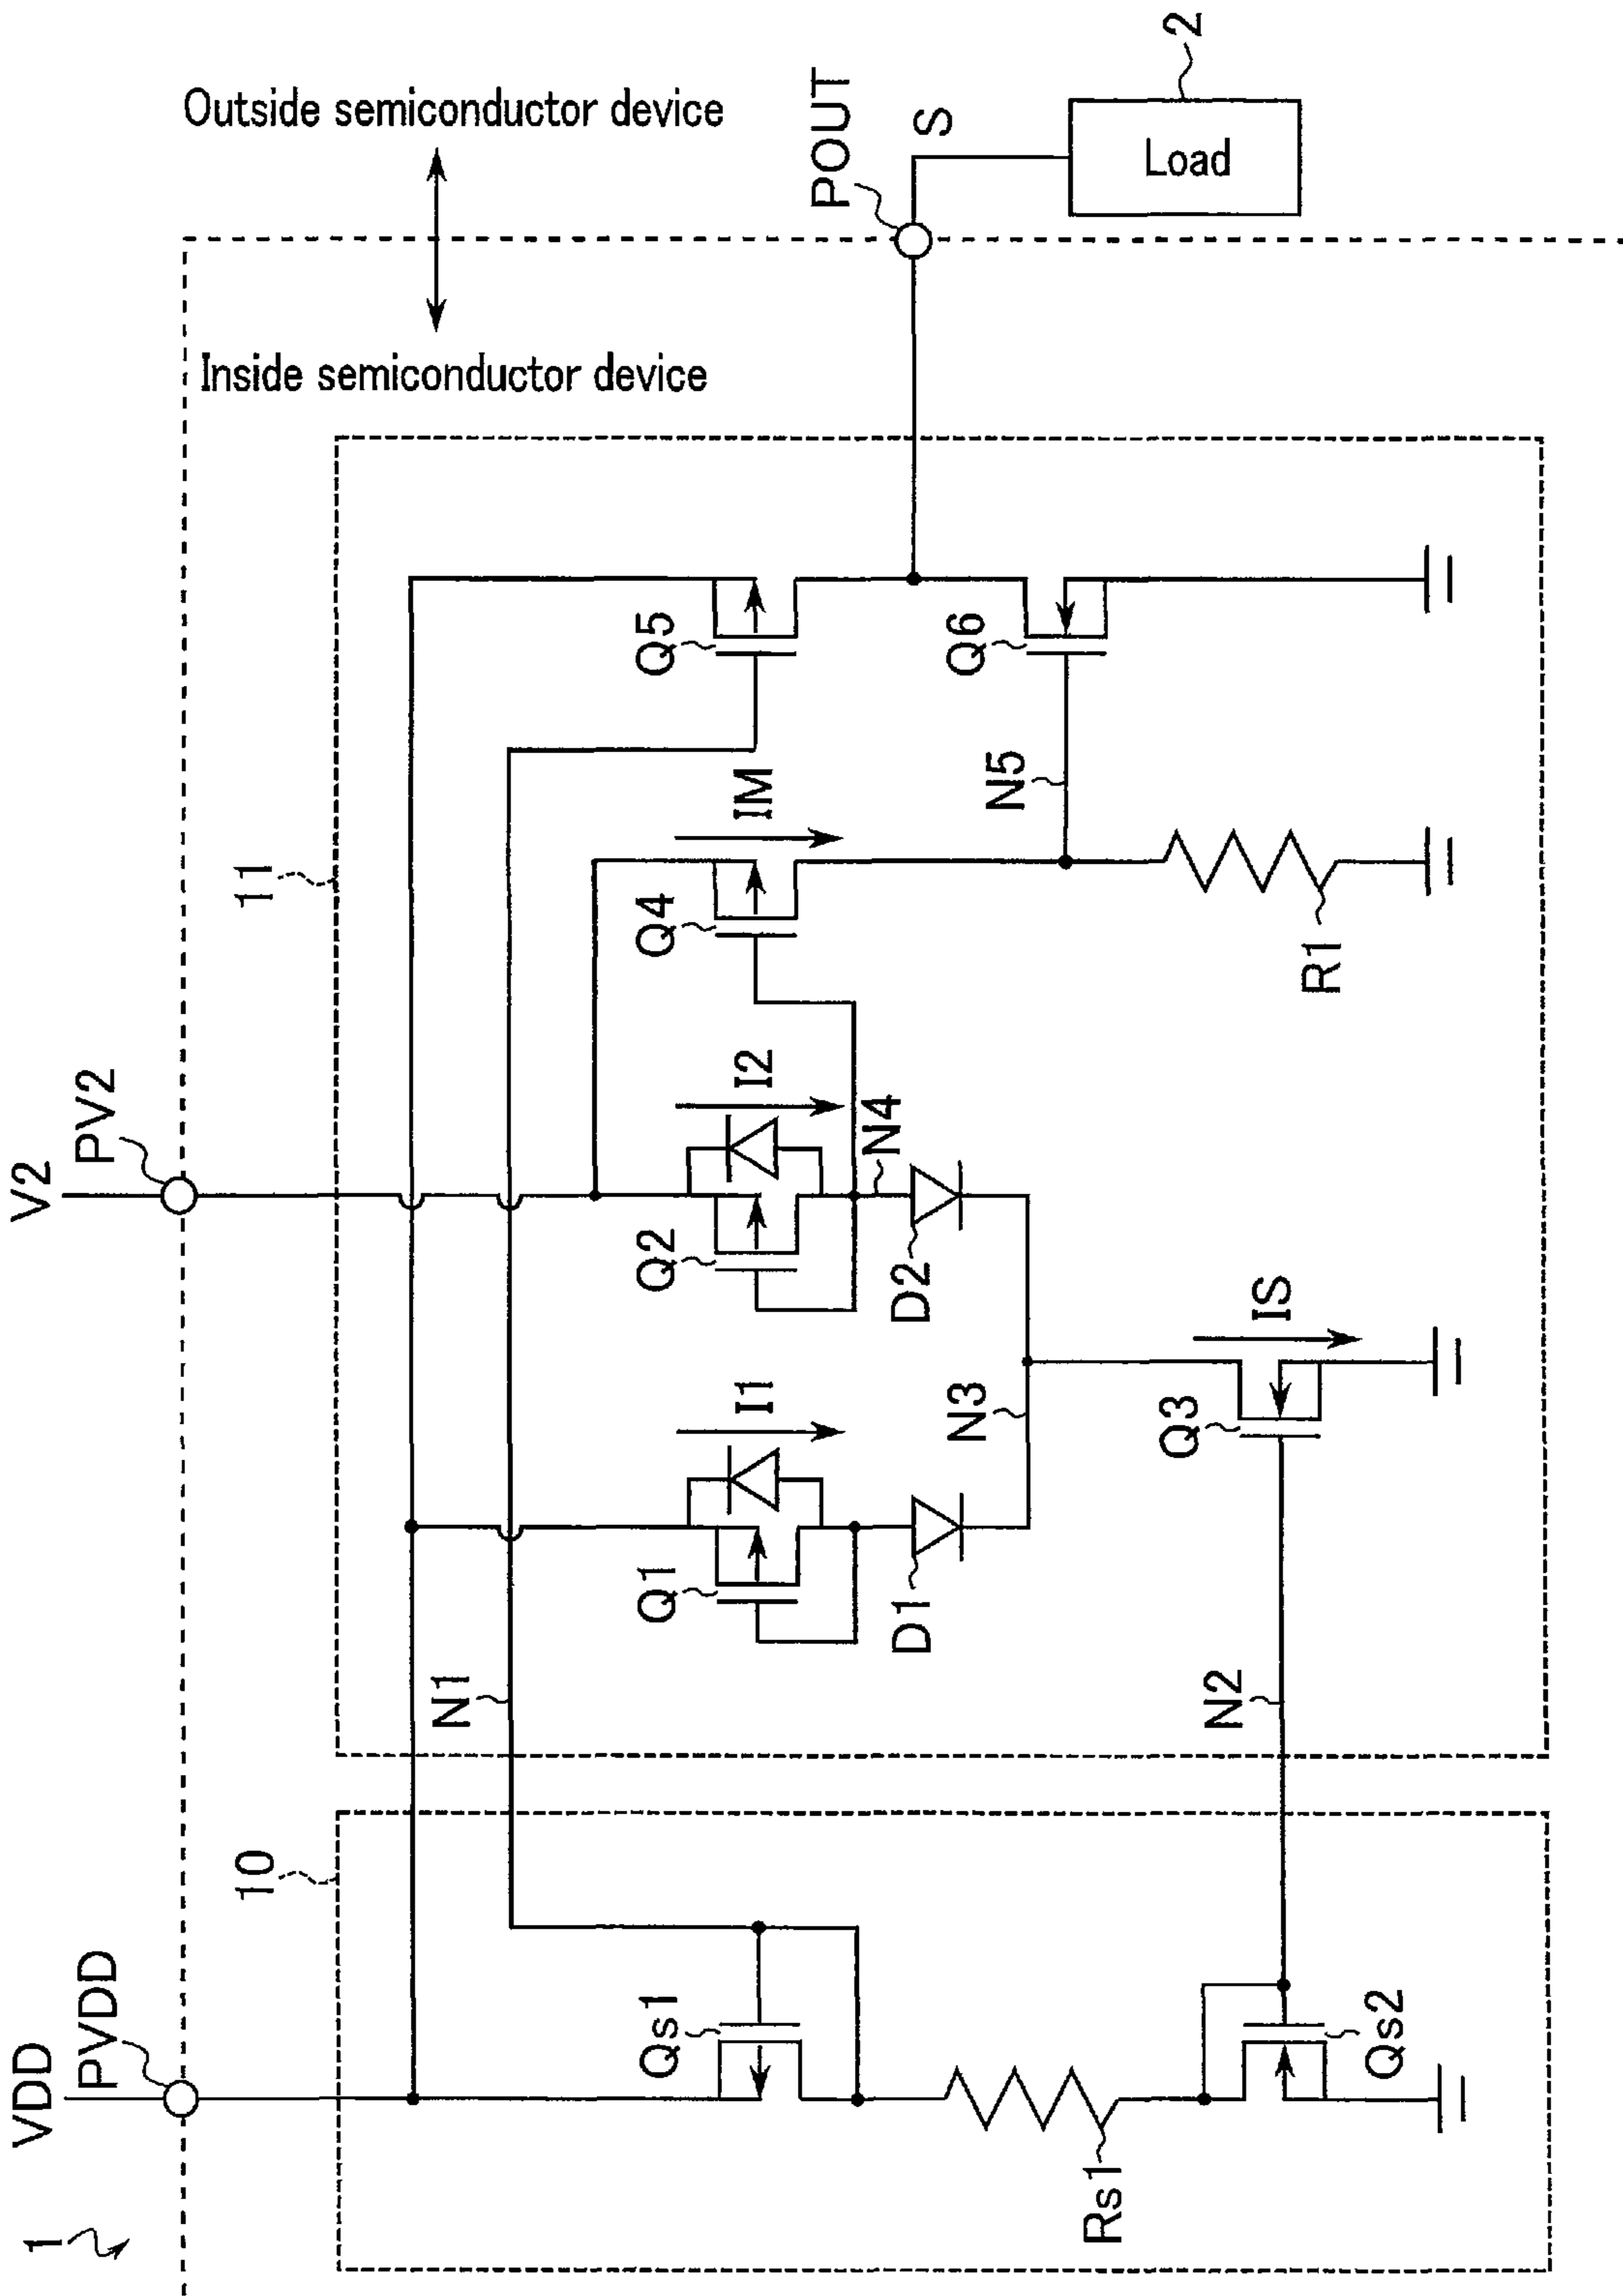 1
VDD
PVDD
V2
PV2
Outside semiconductor device
Inside semiconductor device
POUT
S
2
Load
10
11
N1
Qs1
Rs1
Qs2
N2
Q1
I1
D1
Q2
I2
N4
D2
N3
Q3
IS
Q4
IM
N5
R1
Q5
Q6